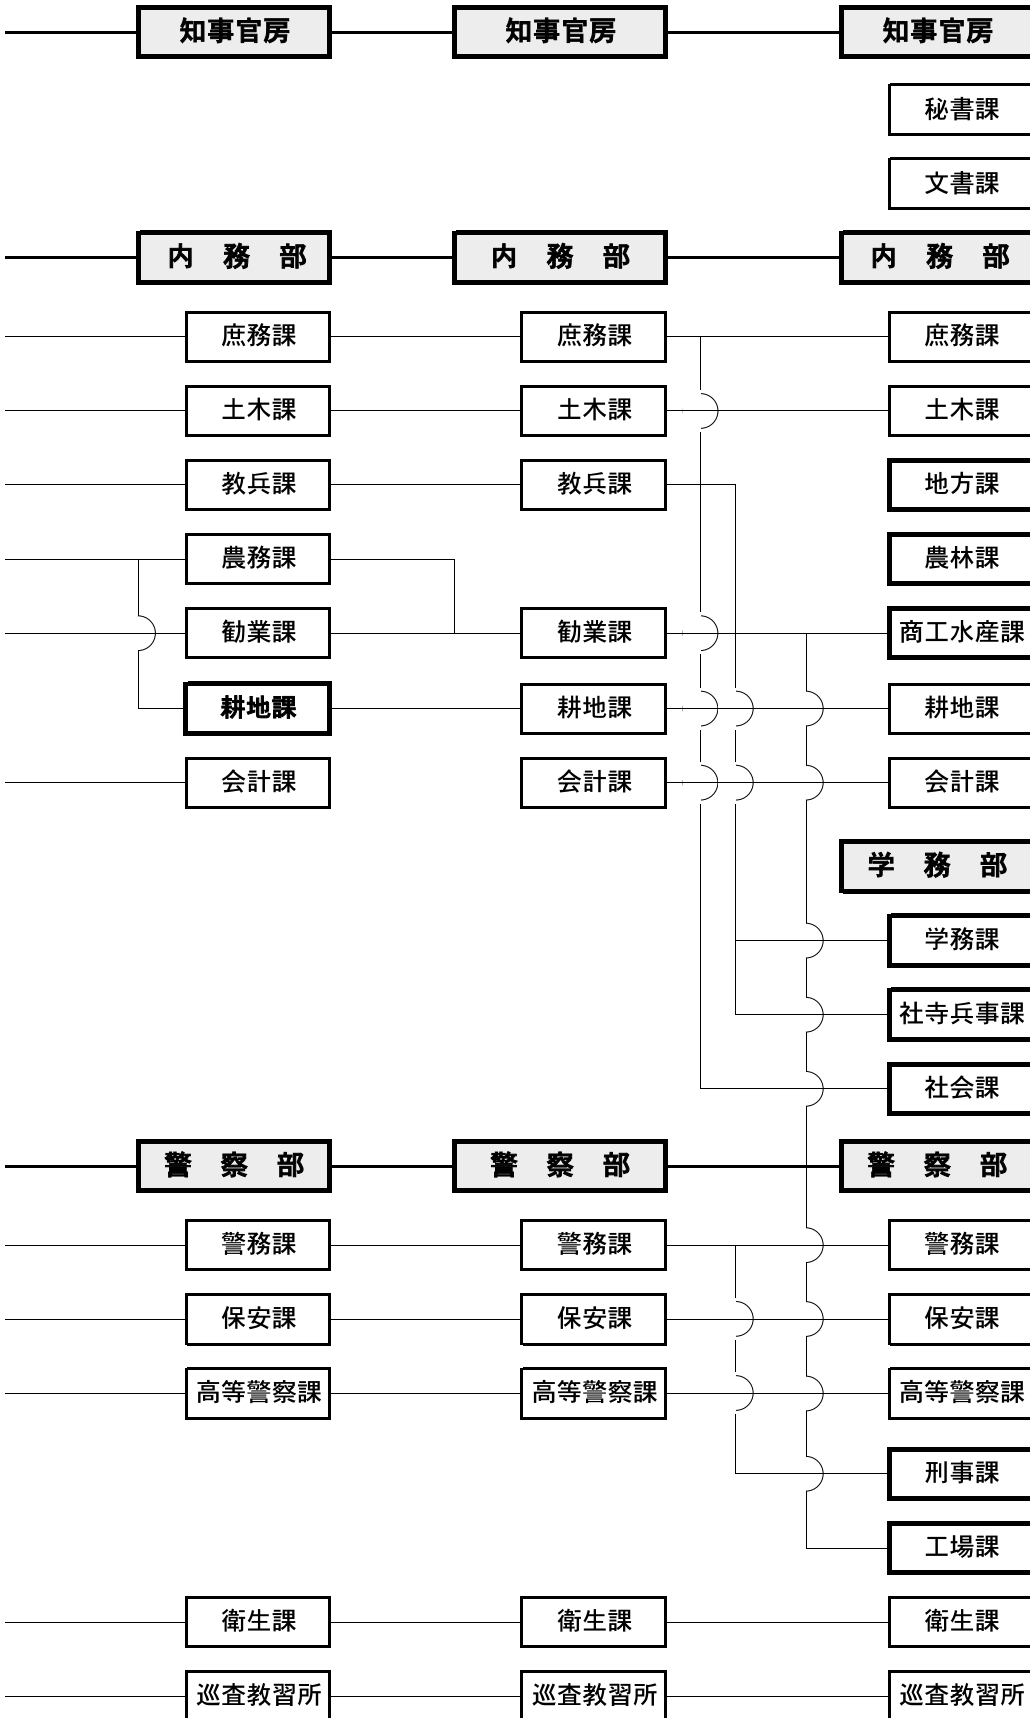 知事官房 知事官房 知事官房
秘書課
文書課
内 務 部 内 務 部 内 務 部
庶務課 庶務課 庶務課
土木課 土木課 土木課
教兵課 教兵課 地方課
農務課 農林課
勧業課 勧業課 商工水産課
耕地課 耕地課 耕地課
会計課 会計課 会計課
学 務 部
学務課
社寺兵事課
社会課
警 察 部 警 察 部 警 察 部
警務課 警務課 警務課
保安課 保安課 保安課
高等警察課 高等警察課 高等警察課
刑事課
工場課
衛生課 衛生課 衛生課
巡査教習所 巡査教習所 巡査教習所